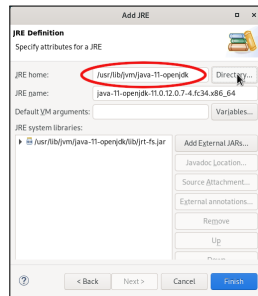 Add JRE
JRE Definition
Specify attributes for a JRE
JRE home: /usr/lib/jvm/java-11-openjdk Directory...
JRE name: java-11-openjdk-11.0.12.0.7-4.fc34.x86_64
Default VM arguments: Variables...
JRE system libraries:
/usr/lib/jvm/java-11-openjdk/lib/jrt-fs.jar Add External JARs...
Javadoc Location...
Source Attachment...
External annotations...
Remove
Up
Down
? < Back Next > Cancel Finish